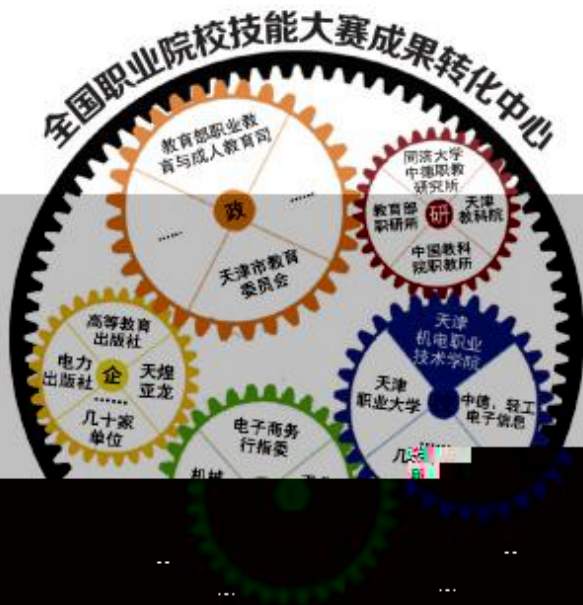 全国职业院校技能大赛成果转化中心
教育部职业教
育与成人教育司
......
......
政
天津市教育
委员会
同济大学
中德职教
研究所
教育部
职研所
研
天津
教科院
中国教科
院职教所
高等教育
出版社
电力
出版社
企
天煌
亚龙
......
几十家
单位
天津
机电职业
技术学院
天津
职业大学
中德，轻工
电子信息
......
电子商务
行指委
机械